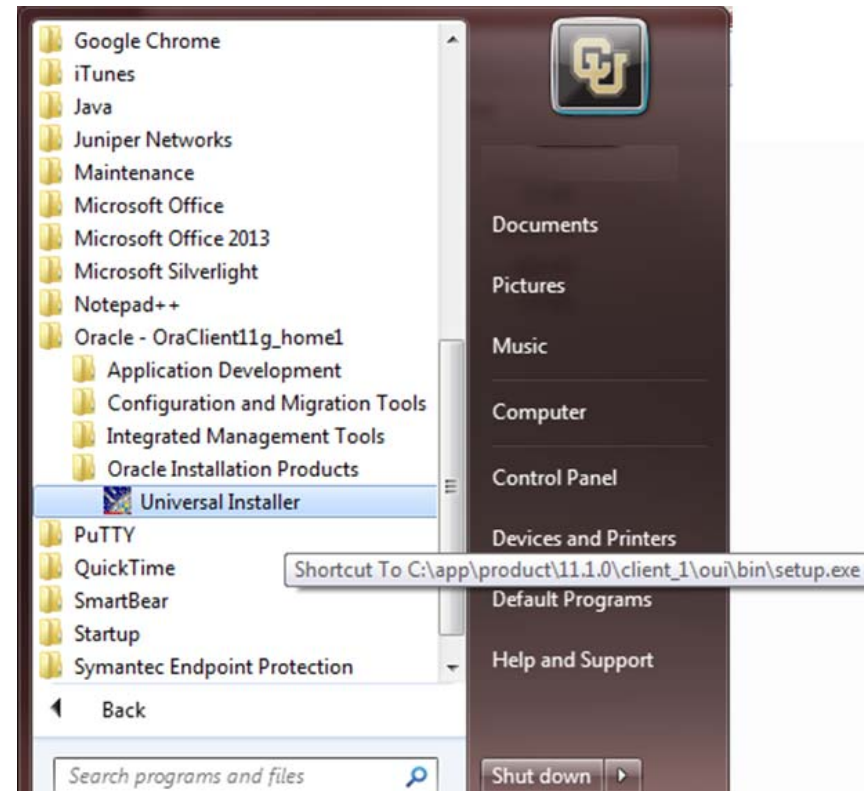 Google Chrome
iTunes
Java
Juniper Networks
Maintenance
Microsoft Office
Microsoft Office 2013
Microsoft Silverlight
Notepad++
Oracle - OraClient11g_home1
Application Development
Configuration and Migration Tools
Integrated Management Tools
Oracle Installation Products
Universal Installer
PuTTY
QuickTime
SmartBear
Startup
Symantec Endpoint Protection
Back
Search programs and files
CU
Documents
Pictures
Music
Computer
Control Panel
Devices and Printers
Shortcut To C:\app\product\11.1.0\client_1\oui\bin\setup.exe
Default Programs
Help and Support
Shut down